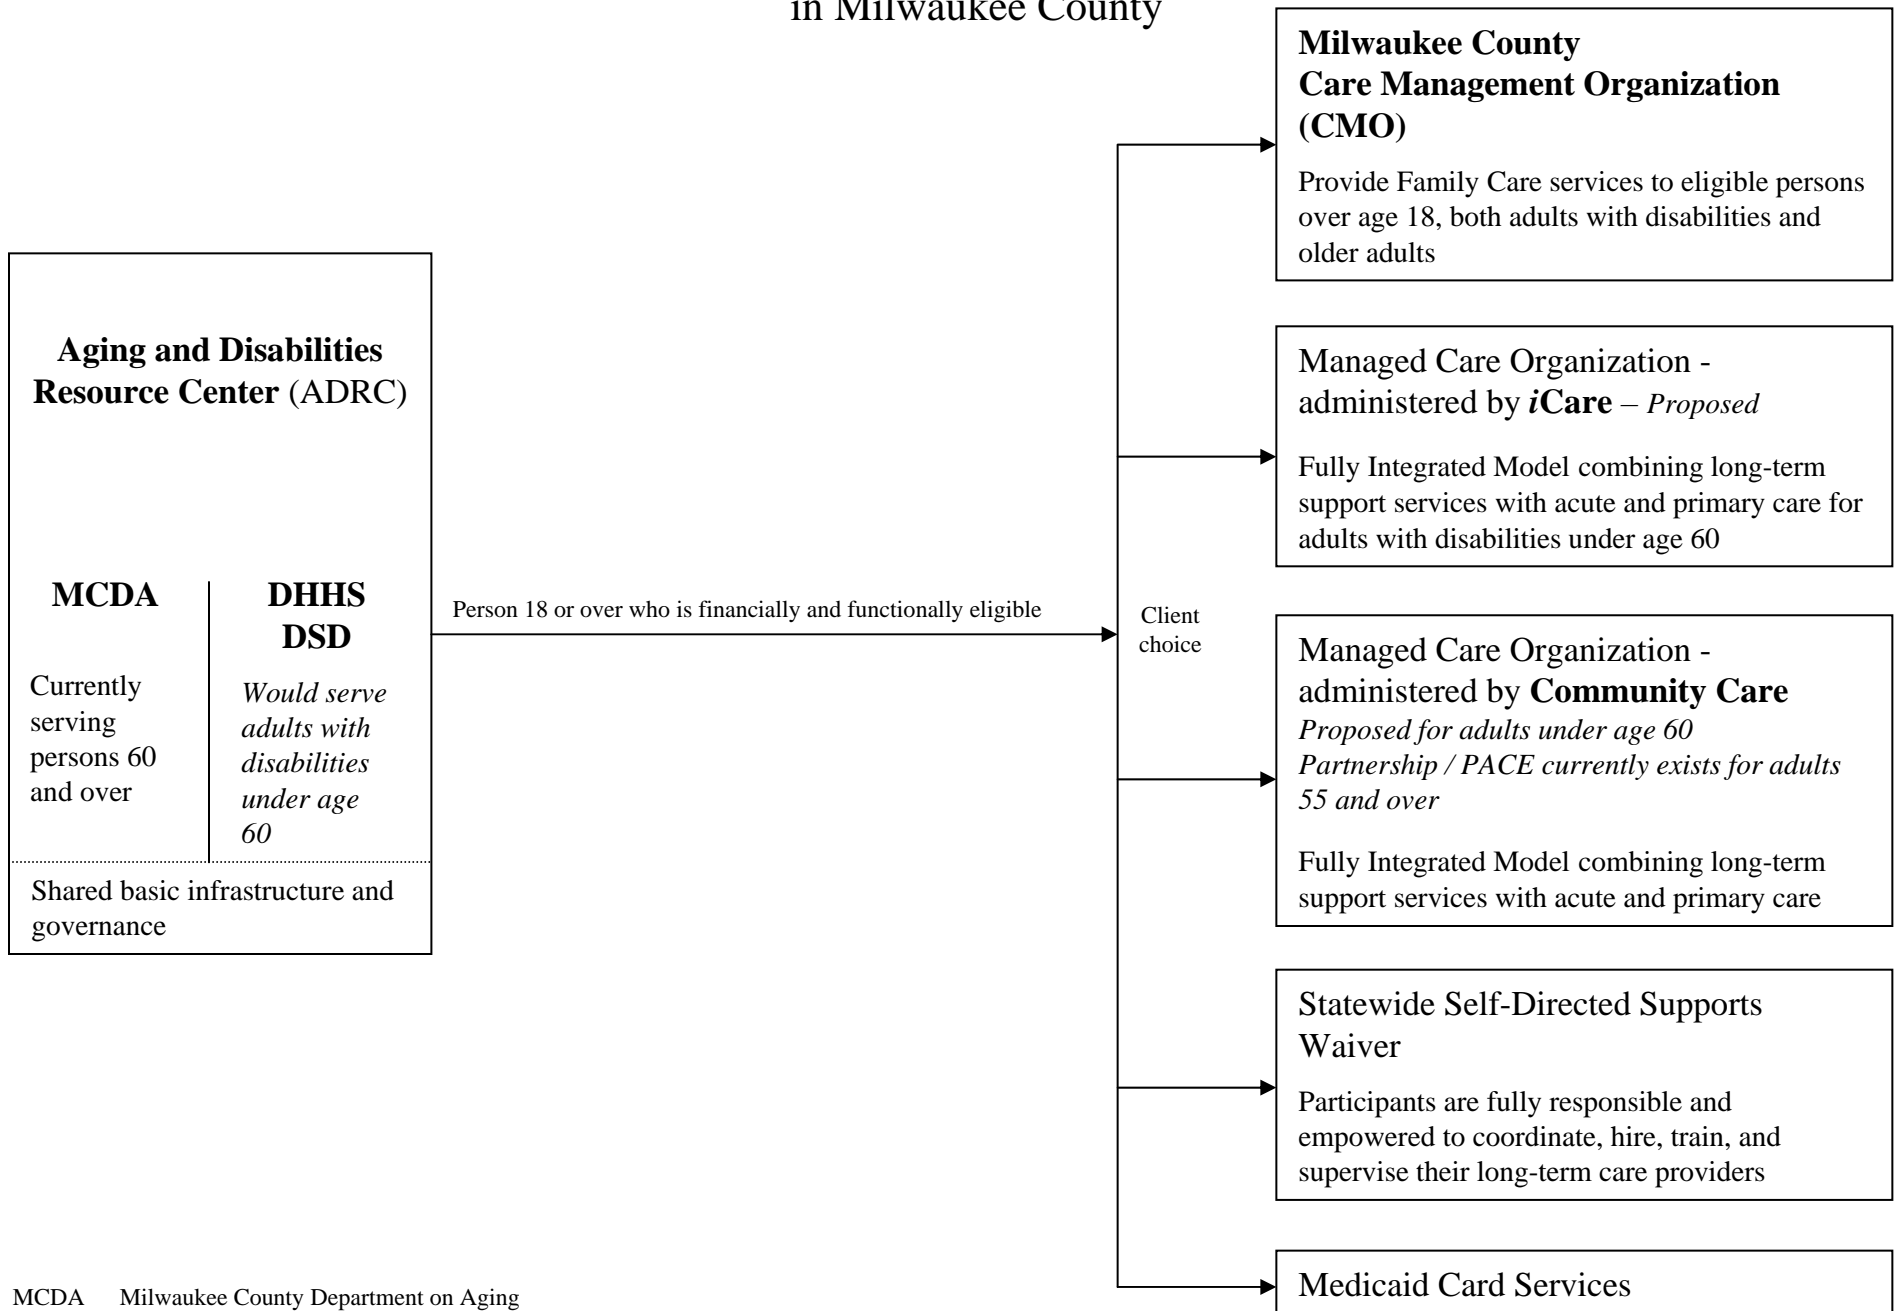 in Milwaukee County
Aging and Disabilities
Resource Center (ADRC)
MCDA
Currently
serving
persons 60
and over
DHHS
DSD
Would serve
adults with
disabilities
under age
60
Shared basic infrastructure and
governance
Person 18 or over who is financially and functionally eligible
Client
choice
Milwaukee County
Care Management Organization
(CMO)
Provide Family Care services to eligible persons
over age 18, both adults with disabilities and
older adults
Managed Care Organization -
administered by iCare – Proposed
Fully Integrated Model combining long-term
support services with acute and primary care for
adults with disabilities under age 60
Managed Care Organization -
administered by Community Care
Proposed for adults under age 60
Partnership / PACE currently exists for adults
55 and over
Fully Integrated Model combining long-term
support services with acute and primary care
Statewide Self-Directed Supports
Waiver
Participants are fully responsible and
empowered to coordinate, hire, train, and
supervise their long-term care providers
Medicaid Card Services
MCDA Milwaukee County Department on Aging